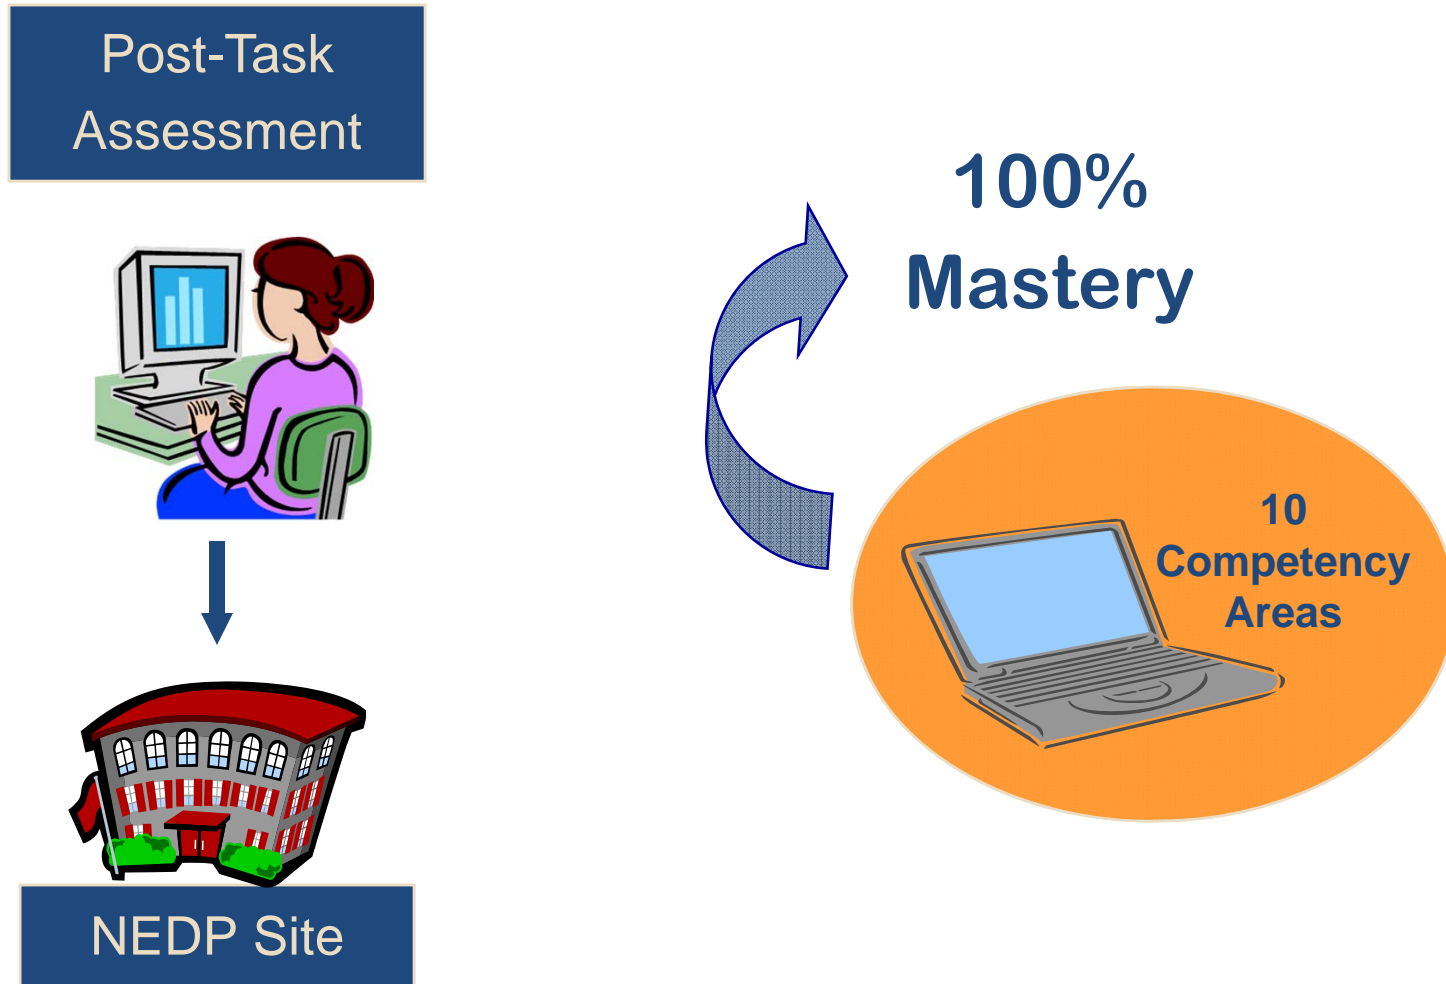 Post-Task
Assessment
100%
Mastery
10
Competency
Areas
NEDP Site